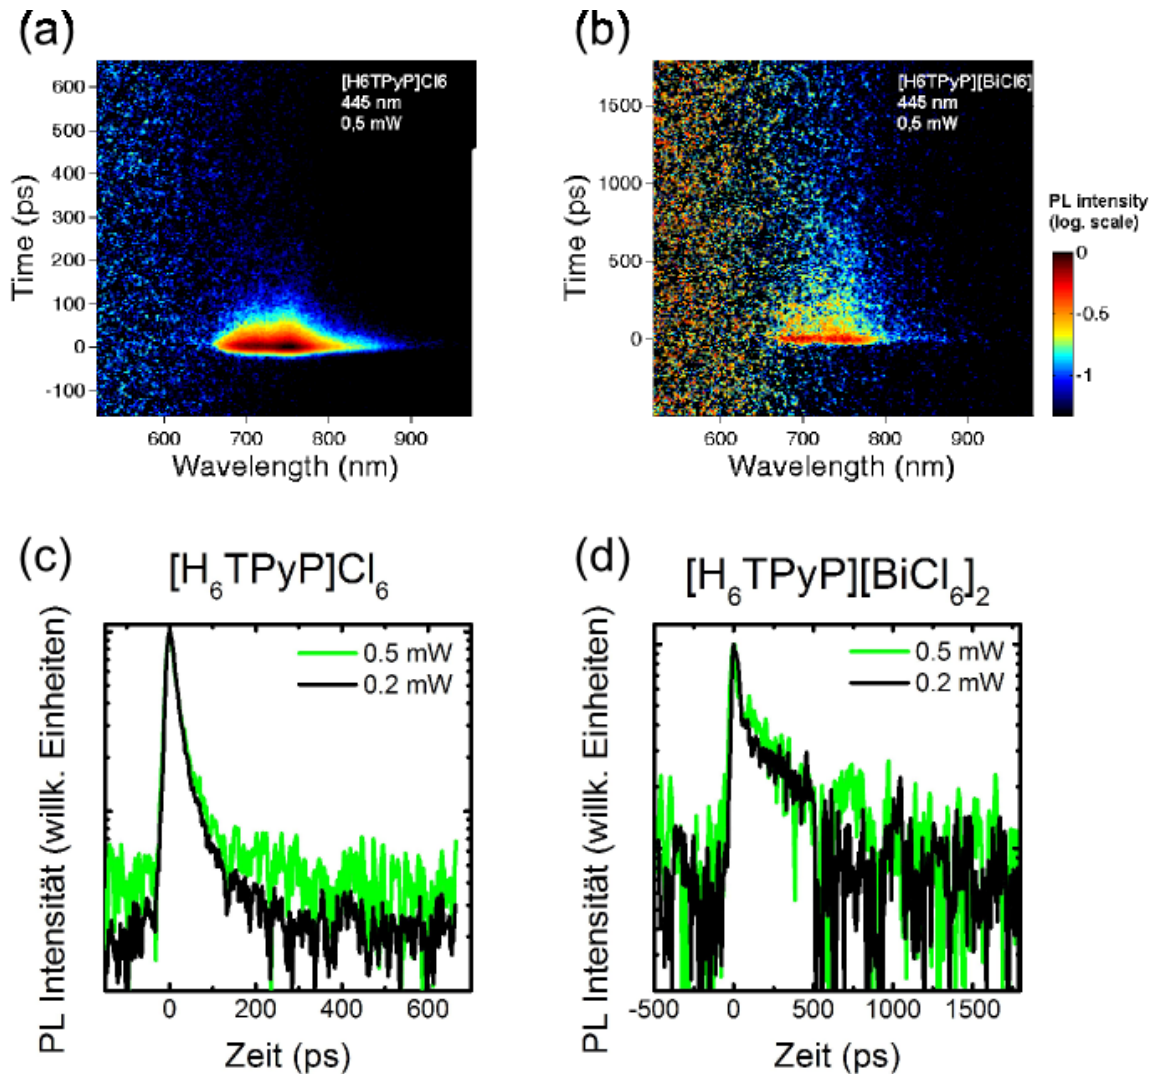 (a)
(b)
[H6TPyP]Cl6
445 nm
0,5 mW
600
500
400
300
200
100
0
-100
Time (ps)
600
700
800
900
Wavelength (nm)
[H6TPyP][BiCl6]
445 nm
0,5 mW
1500
1000
500
0
Time (ps)
600
700
800
900
Wavelength (nm)
PL intensity
(log. scale)
0
-0.5
-1
(c)
[H₆TPyP]Cl₆
0.5 mW
0.2 mW
PL Intensität (willk. Einheiten)
0
200
400
600
Zeit (ps)
(d)
[H₆TPyP][BiCl₆]₂
0.5 mW
0.2 mW
PL Intensität (willk. Einheiten)
-500
0
500
1000
1500
Zeit (ps)